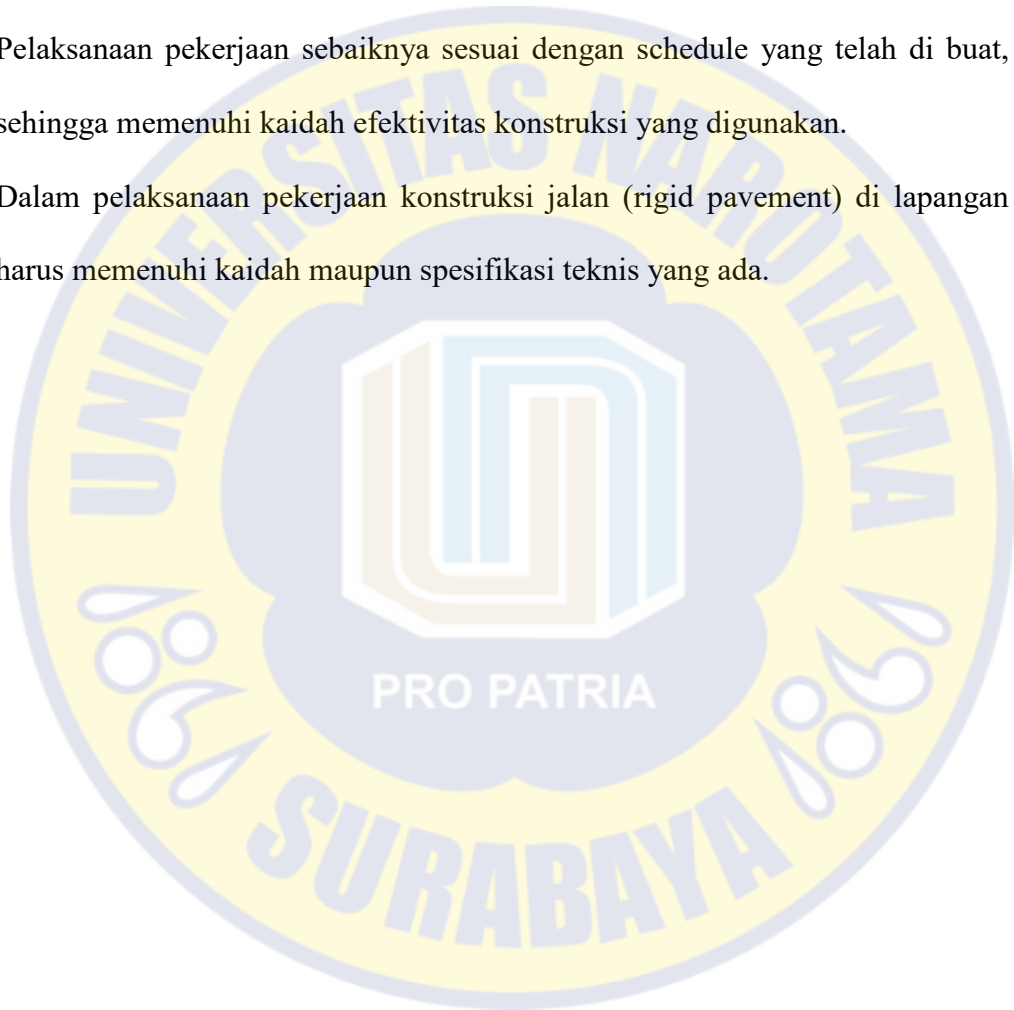 Pelaksanaan pekerjaan sebaiknya sesuai dengan schedule yang telah di buat,
sehingga memenuhi kaidah efektivitas konstruksi yang digunakan.
Dalam pelaksanaan pekerjaan konstruksi jalan (rigid pavement) di lapangan
harus memenuhi kaidah maupun spesifikasi teknis yang ada.
UNIVERSITAS NAROTAMA
PRO PATRIA
SURABAYA